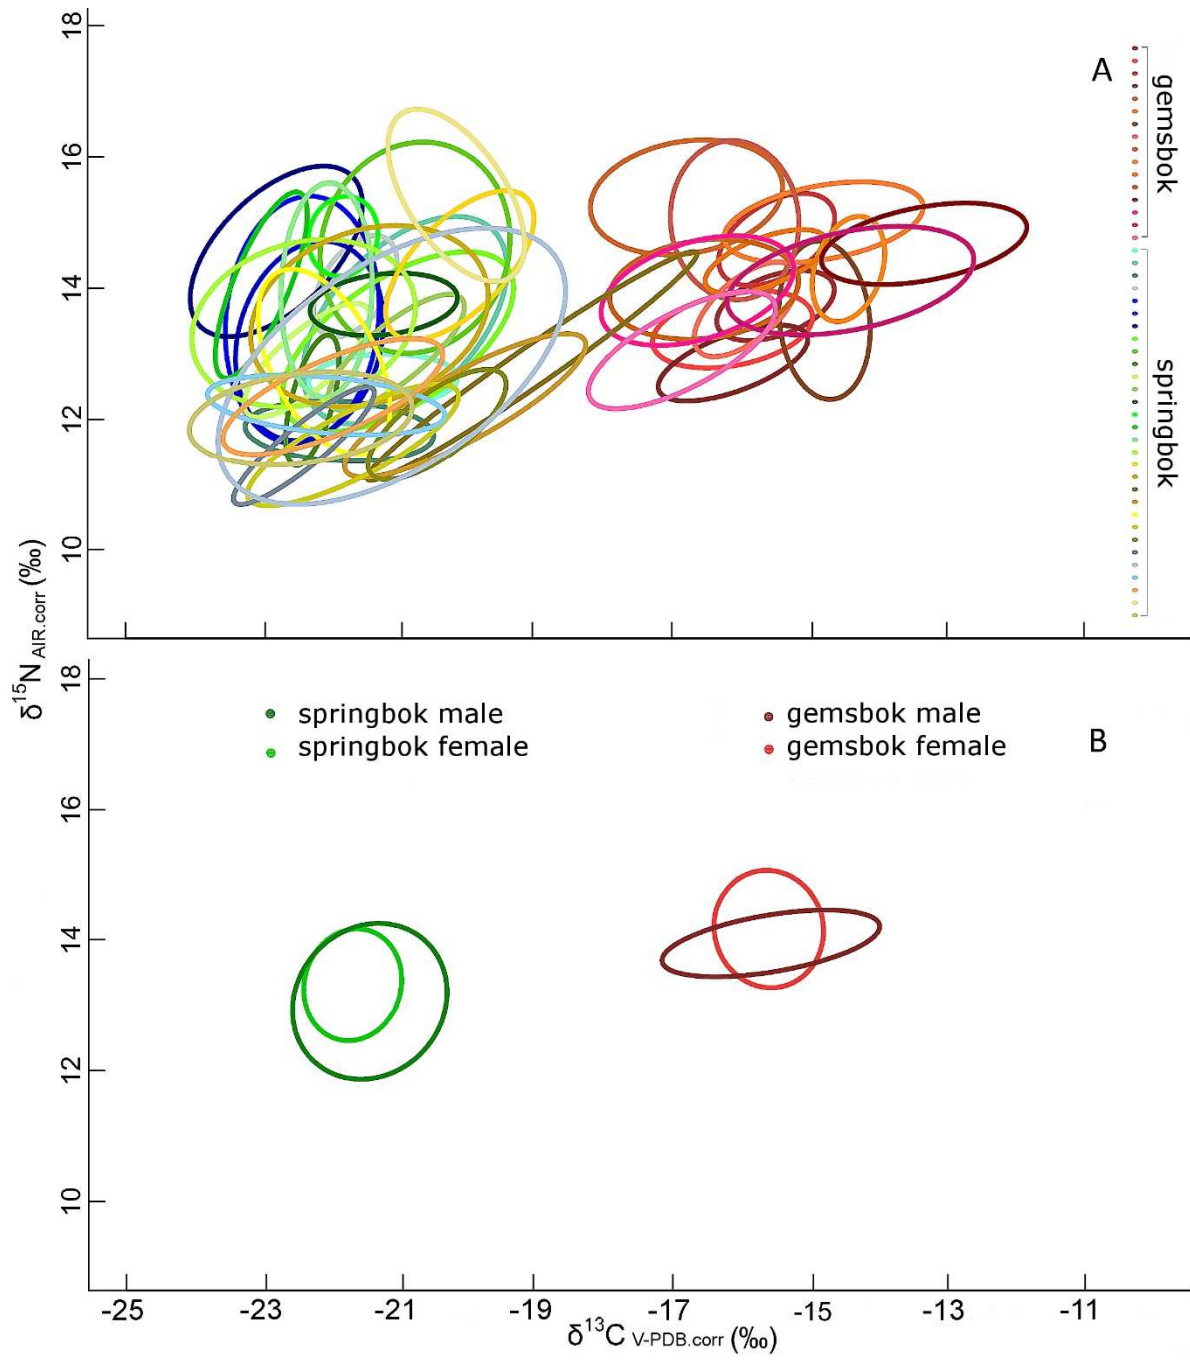 18
16
14
12
10
A
gemsbok
springbok
δ15N AIR.corr (‰)
18
16
14
12
10
springbok male
springbok female
gemsbok male
gemsbok female
B
-25 -23 -21 -19 -17 -15 -13 -11
δ13C V-PDB.corr (‰)